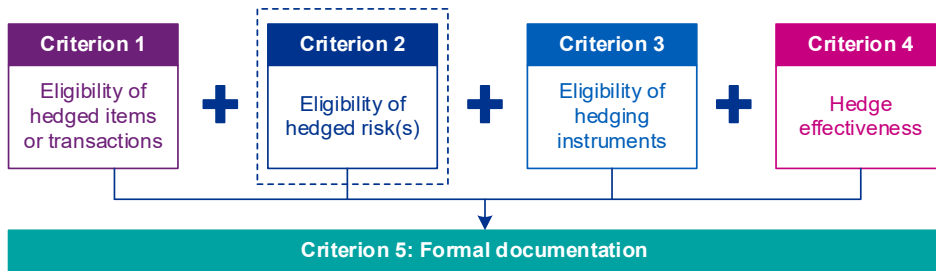 Criterion 1
Eligibility of
hedged items
or transactions
Criterion 2
Eligibility of
hedged risk(s)
Criterion 3
Eligibility of
hedging
instruments
Criterion 4
Hedge
effectiveness
Criterion 5: Formal documentation